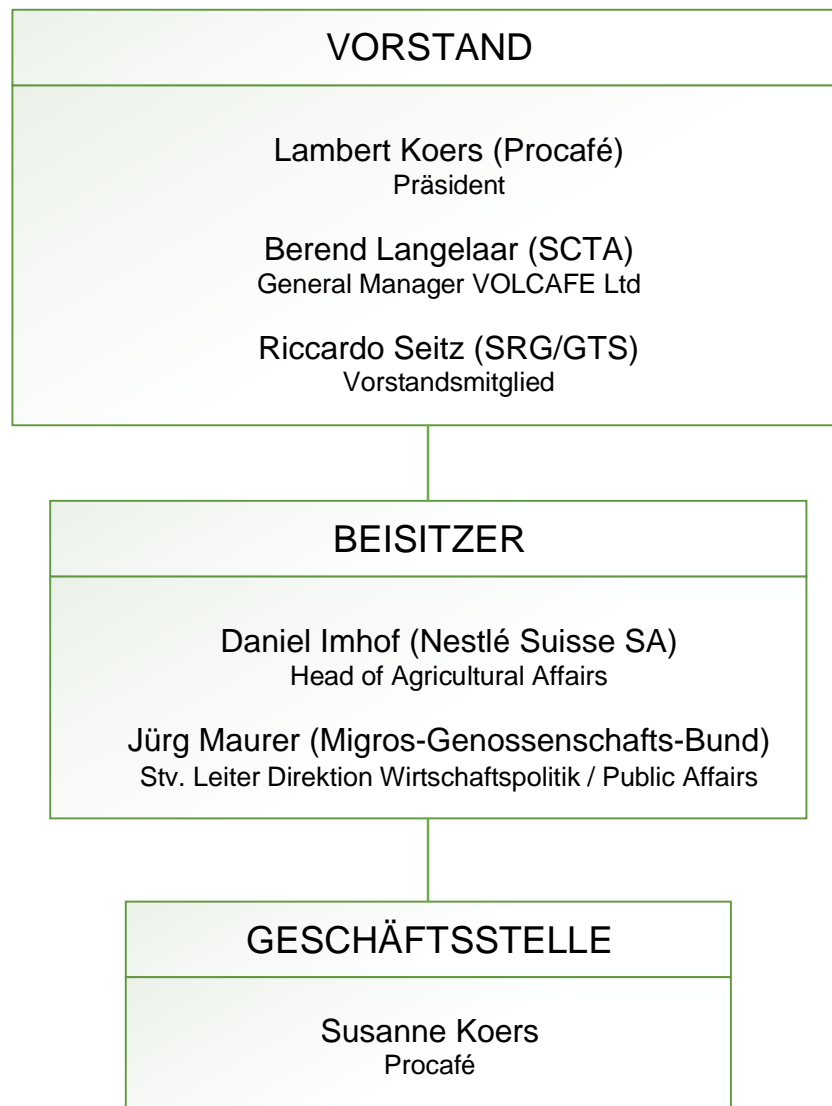 VORSTAND
Lambert Koers (Procafé)
Präsident
Berend Langelaar (SCTA)
General Manager VOLCAFE Ltd
Riccardo Seitz (SRG/GTS)
Vorstandsmitglied
BEISITZER
Daniel Imhof (Nestlé Suisse SA)
Head of Agricultural Affairs
Jürg Maurer (Migros-Genossenschafts-Bund)
Stv. Leiter Direktion Wirtschaftspolitik / Public Affairs
GESCHÄFTSSTELLE
Susanne Koers
Procafé